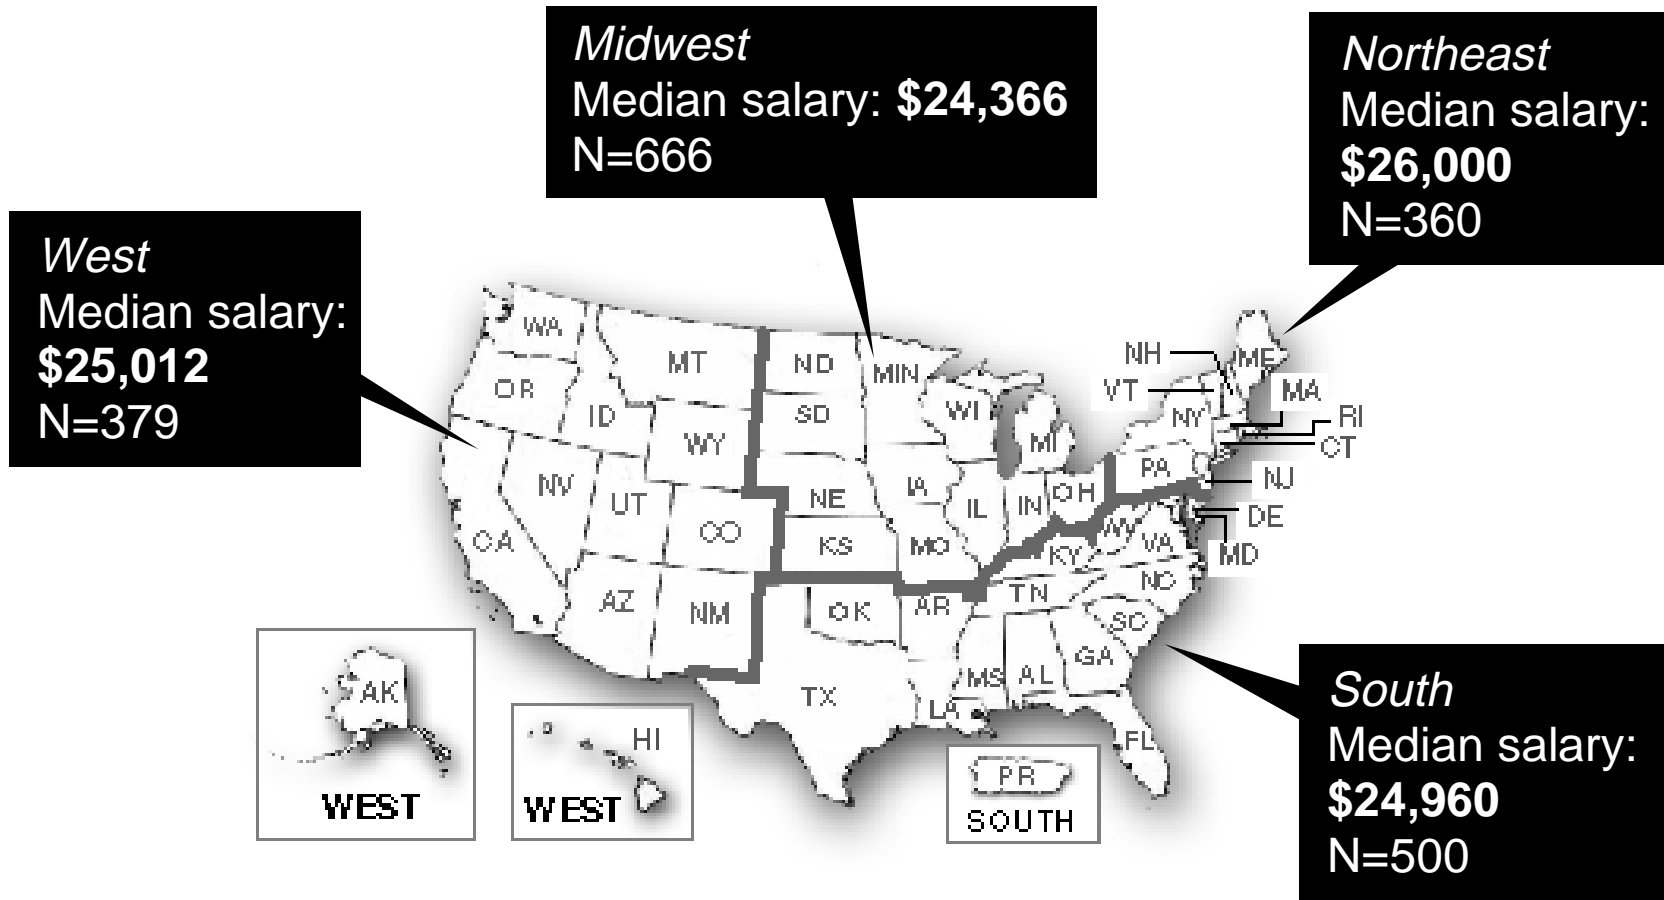 Midwest
Median salary: $24,366
N=666
Northeast
Median salary:
$26,000
N=360
West
Median salary:
$25,012
N=379
WA
MT
ND
MIN
OR
ID
SD
WI
WY
MI
NH
ME
VT
MA
NY
RI
CT
PA
NJ
NV
UT
NE
IA
IL
IN
OH
DE
CA
CO
KS
MO
KY
WV
VA
MD
AZ
NM
OK
AR
TN
NC
SC
TX
LA
MS
AL
GA
FL
AK
WEST
HI
WEST
PR
SOUTH
South
Median salary:
$24,960
N=500